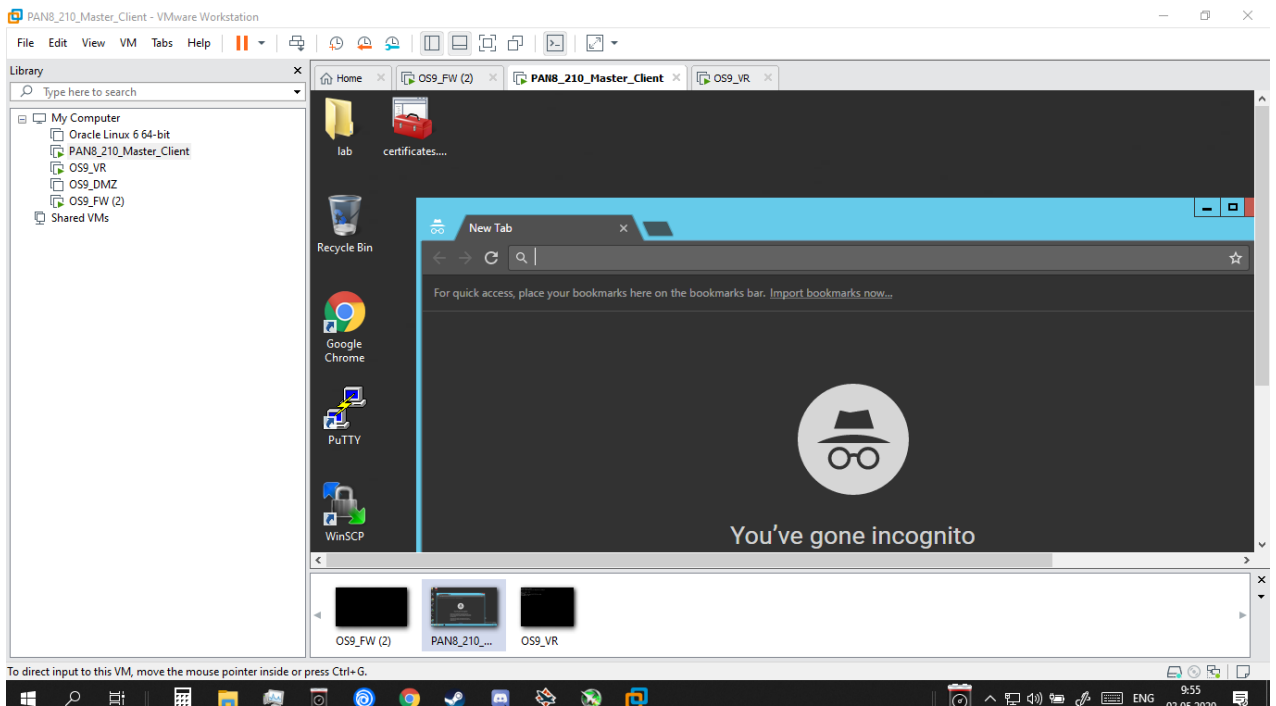 PAN8_210_Master_Client - VMware Workstation
File Edit View VM Tabs Help
Library
Type here to search
My Computer
Oracle Linux 6 64-bit
PAN8_210_Master_Client
OS9_VR
OS9_DMZ
OS9_FW (2)
Shared VMs
Home OS9_FW (2) PAN8_210_Master_Client OS9_VR
lab certificates....
Recycle Bin
Google
Chrome
PuTTY
WinSCP
New Tab
For quick access, place your bookmarks here on the bookmarks bar. Import bookmarks now...
You've gone incognito
OS9_FW (2) PAN8_210_... OS9_VR
To direct input to this VM, move the mouse pointer inside or press Ctrl+G.
ENG 9:55
03.05.2020